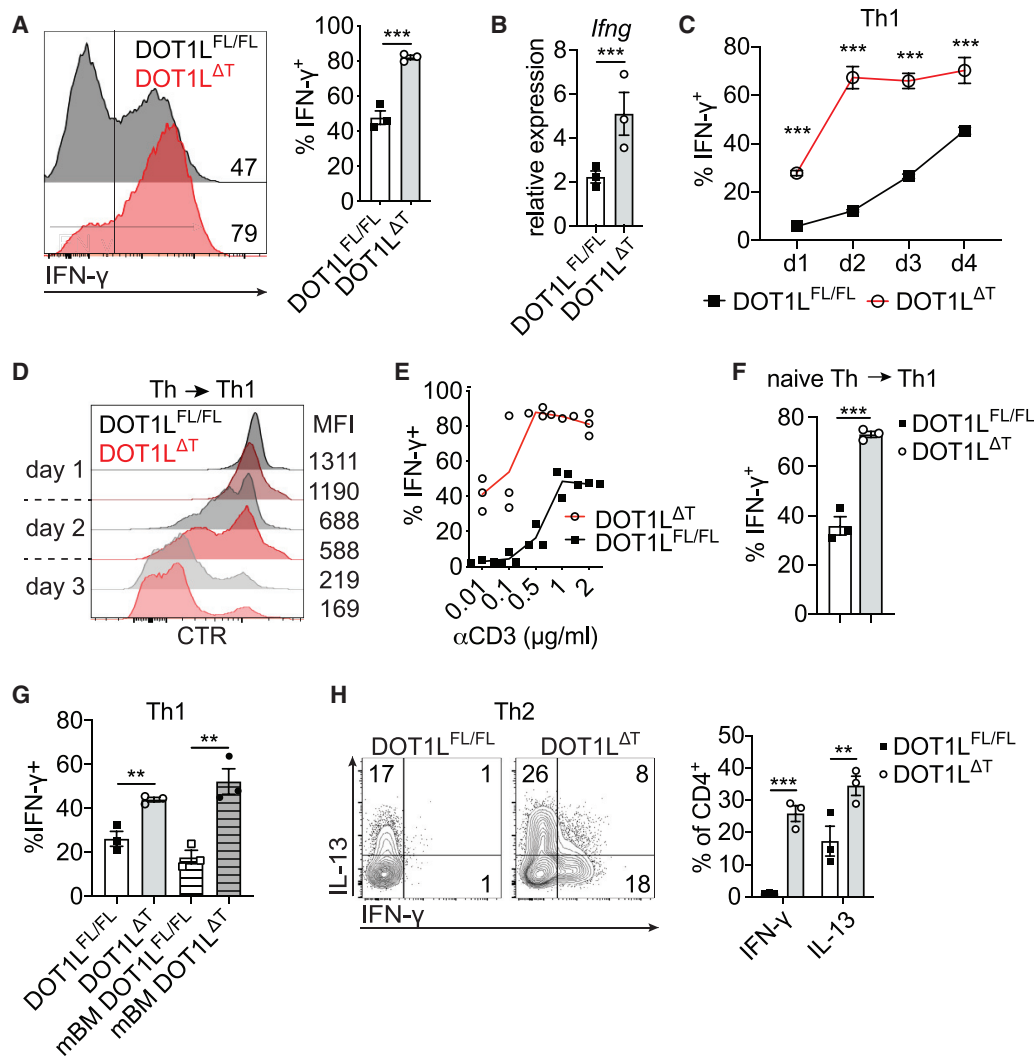 A
DOT1L^FL/FL
DOT1L^ΔT
47
79
IFN-γ
% IFN-γ+
100
80
60
40
20
0
***
DOT1L^FL/FL
DOT1L^ΔT
B
Ifng
relative expression
8
6
4
2
0
***
DOT1L^FL/FL
DOT1L^ΔT
C
Th1
% IFN-γ+
80
60
40
20
0
***
***
***
***
d1 d2 d3 d4
DOT1L^FL/FL DOT1L^ΔT
D
Th → Th1
DOT1L^FL/FL
DOT1L^ΔT
MFI
day 1
1311
1190
day 2
688
588
day 3
219
169
CTR
E
% IFN-γ+
100
80
60
40
20
0
DOT1L^ΔT
DOT1L^FL/FL
0.01 0.1 0.5 1 2
αCD3 (μg/ml)
F
naive Th → Th1
% IFN-γ+
80
60
40
20
0
***
DOT1L^FL/FL
DOT1L^ΔT
G
Th1
%IFN-γ+
80
60
40
20
0
**
**
DOT1L^FL/FL
DOT1L^ΔT
mBM DOT1L^FL/FL
mBM DOT1L^ΔT
H
Th2
DOT1L^FL/FL
DOT1L^ΔT
17 1
1
26 8
18
IL-13
IFN-γ
% of CD4+
50
40
30
20
10
0
***
**
IFN-γ IL-13
DOT1L^FL/FL
DOT1L^ΔT